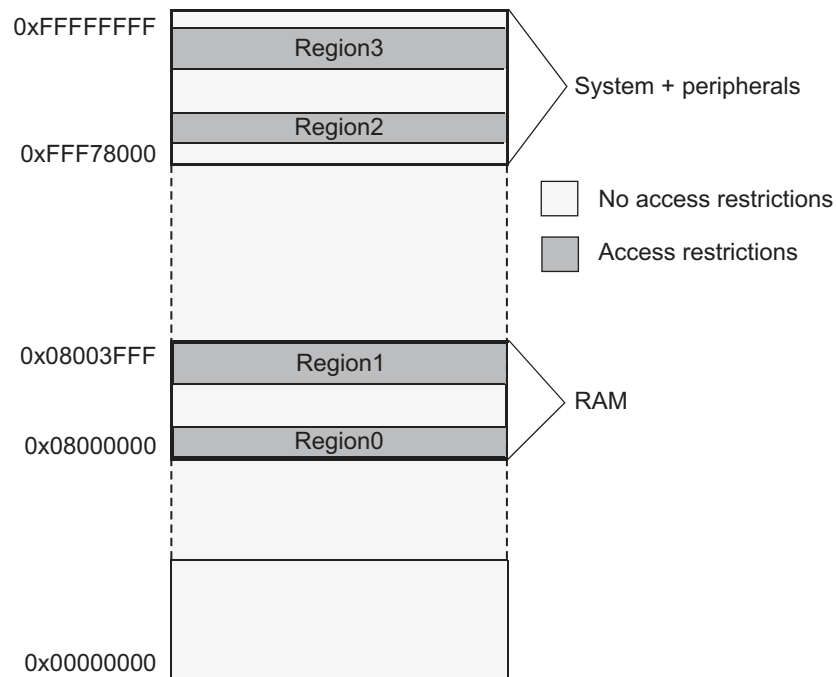 0xFFFFFFFF
Region3
System + peripherals
Region2
0xFFF78000
No access restrictions
Access restrictions
0x08003FFF
Region1
RAM
0x08000000
Region0
0x00000000